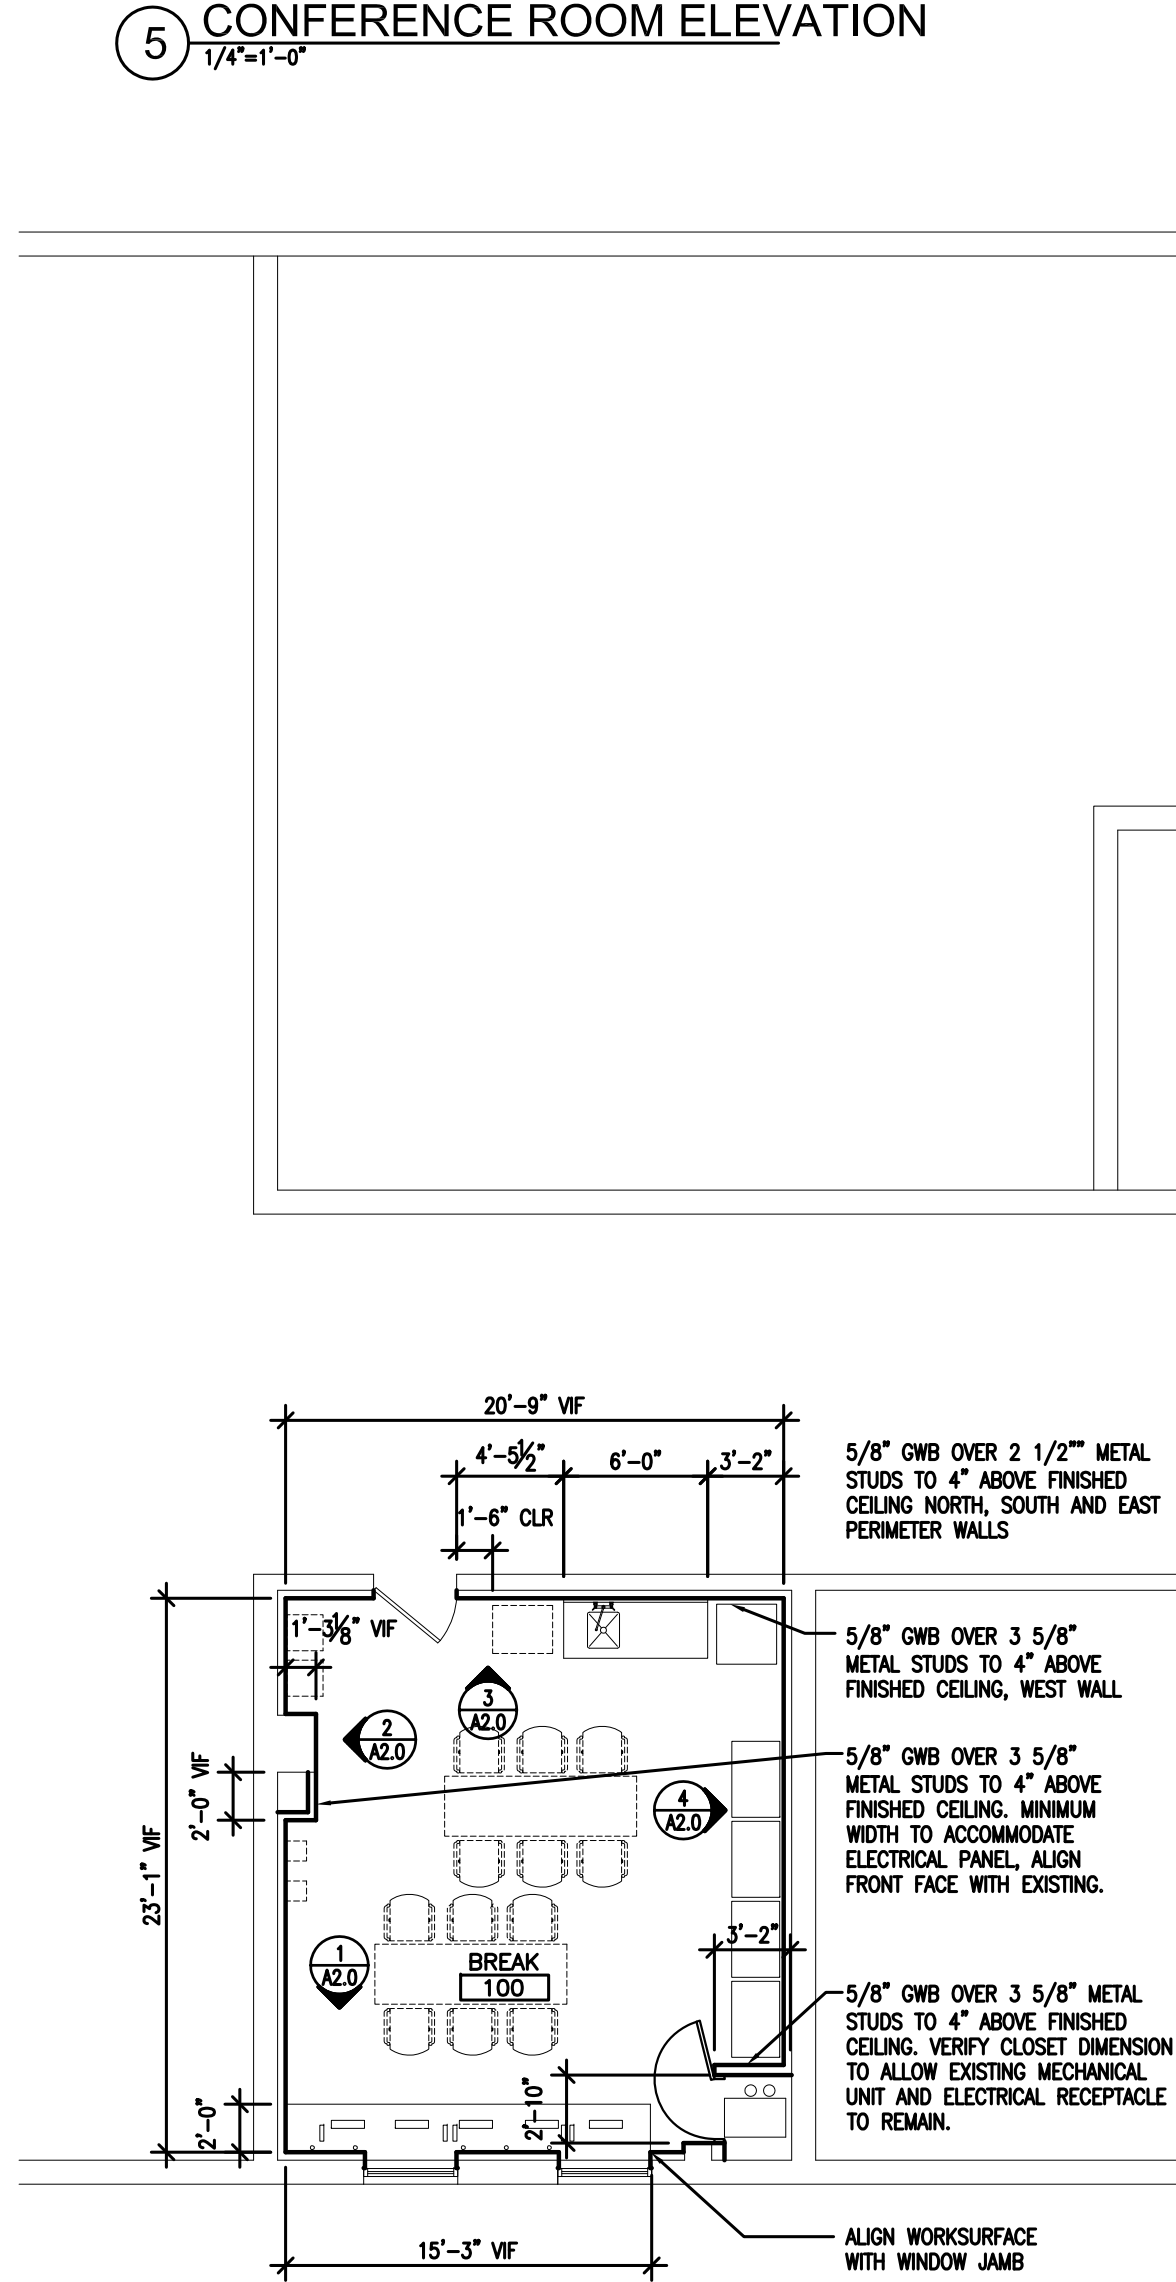 5 CONFERENCE ROOM ELEVATION
1/4"=1'-0"
20'-9" VIF
4'-5½" 6'-0" 3'-2"
1'-6" CLR
5/8" GWB OVER 2 1/2"" METAL
STUDS TO 4" ABOVE FINISHED
CEILING NORTH, SOUTH AND EAST
PERIMETER WALLS
1'-3⅛" VIF
5/8" GWB OVER 3 5/8"
METAL STUDS TO 4" ABOVE
FINISHED CEILING, WEST WALL
3
A2.0
2
A2.0
2'-0" VIF
5/8" GWB OVER 3 5/8"
METAL STUDS TO 4" ABOVE
FINISHED CEILING. MINIMUM
WIDTH TO ACCOMMODATE
ELECTRICAL PANEL, ALIGN
FRONT FACE WITH EXISTING.
4
A2.0
23'-1" VIF
3'-2"
1
A2.0
BREAK
100
5/8" GWB OVER 3 5/8" METAL
STUDS TO 4" ABOVE FINISHED
CEILING. VERIFY CLOSET DIMENSION
TO ALLOW EXISTING MECHANICAL
UNIT AND ELECTRICAL RECEPTACLE
TO REMAIN.
2'-0"
2'-10"
15'-3" VIF
ALIGN WORKSURFACE
WITH WINDOW JAMB